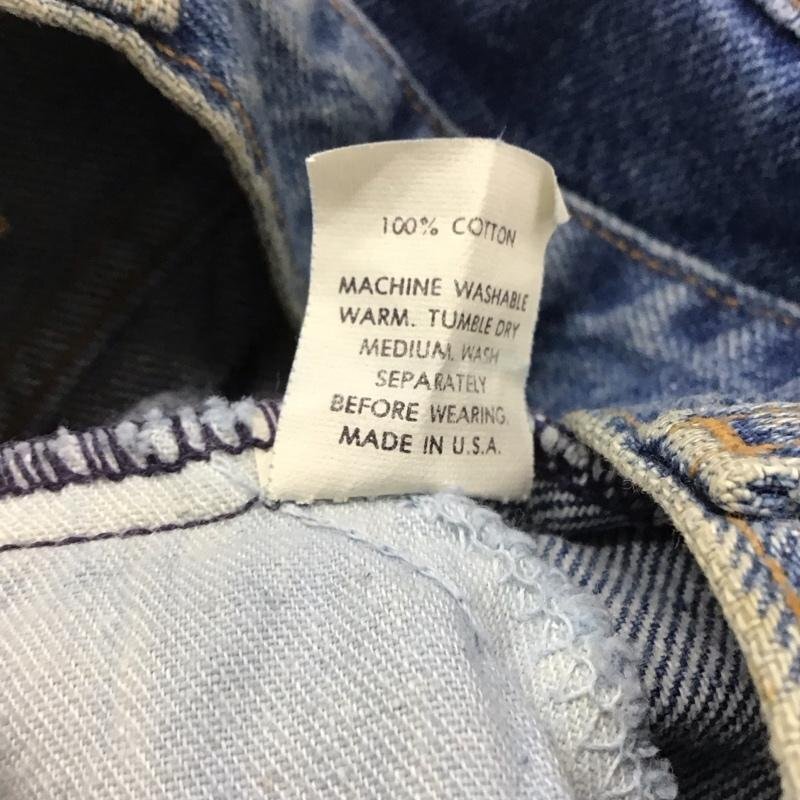 100% COTTON
MACHINE WASHABLE
WARM. TUMBLE DRY
MEDIUM. WASH
SEPARATELY
BEFORE WEARING.
MADE IN U.S.A.